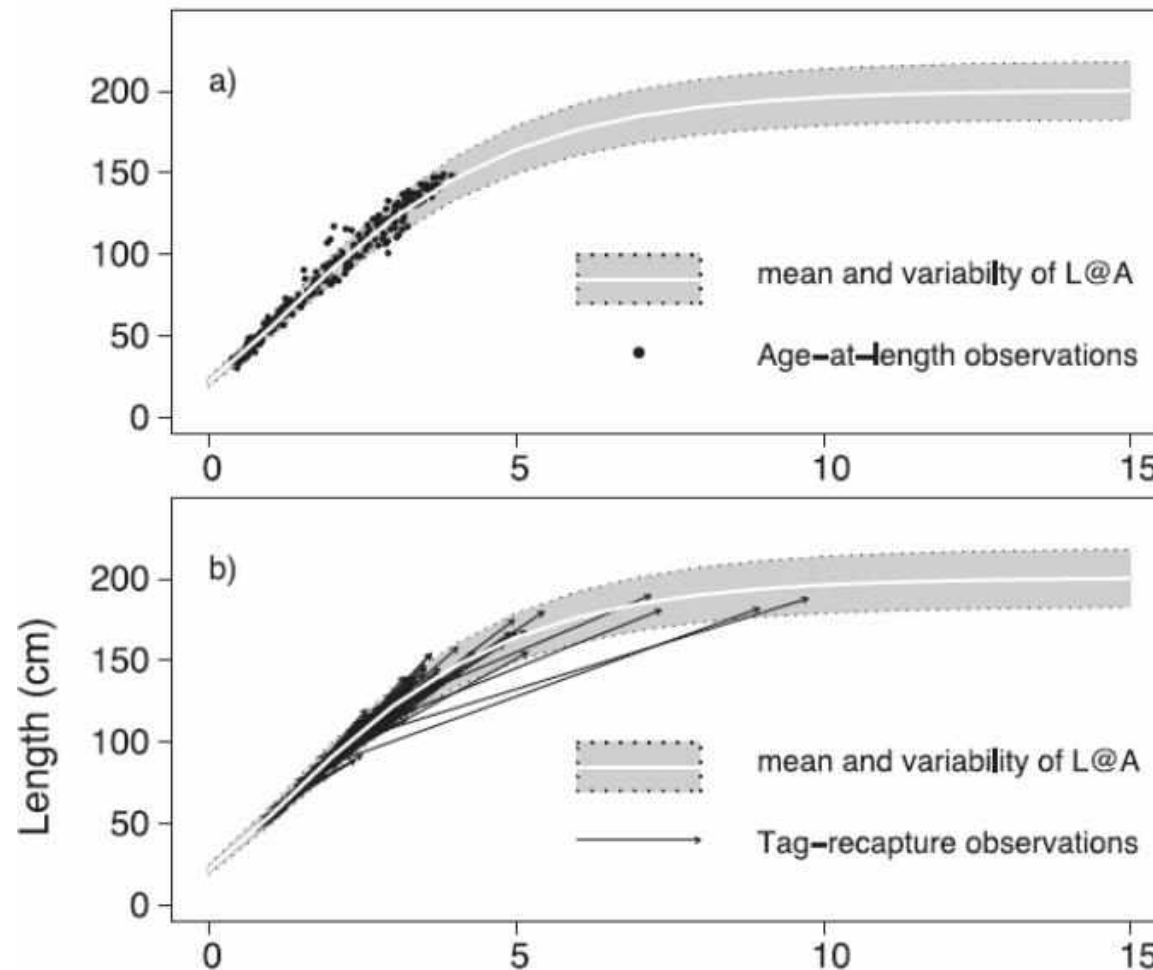 a)
200
150
100
50
0
mean and variabilty of L@A
Age-at-length observations
0 5 10 15
b)
200
150
100
50
0
Length (cm)
mean and variability of L@A
Tag-recapture observations
0 5 10 15